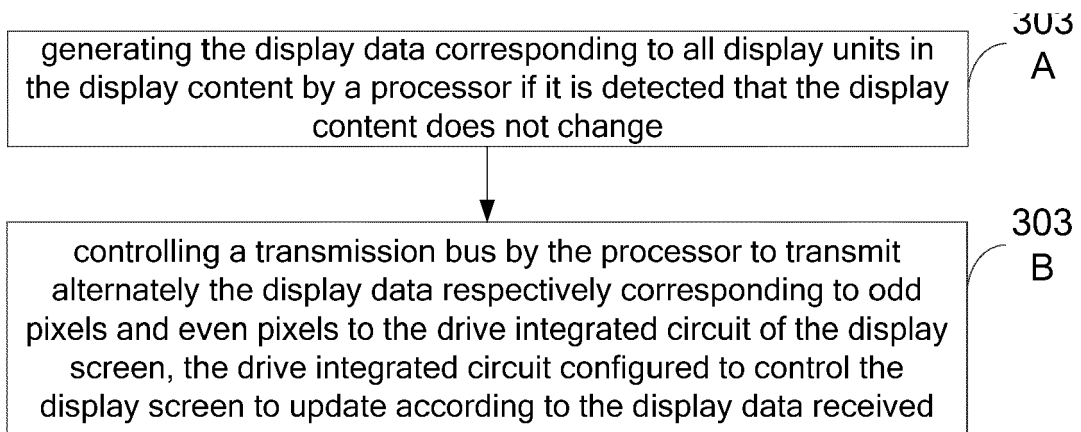 generating the display data corresponding to all display units in
the display content by a processor if it is detected that the display
content does not change
303
A
controlling a transmission bus by the processor to transmit
alternately the display data respectively corresponding to odd
pixels and even pixels to the drive integrated circuit of the display
screen, the drive integrated circuit configured to control the
display screen to update according to the display data received
303
B